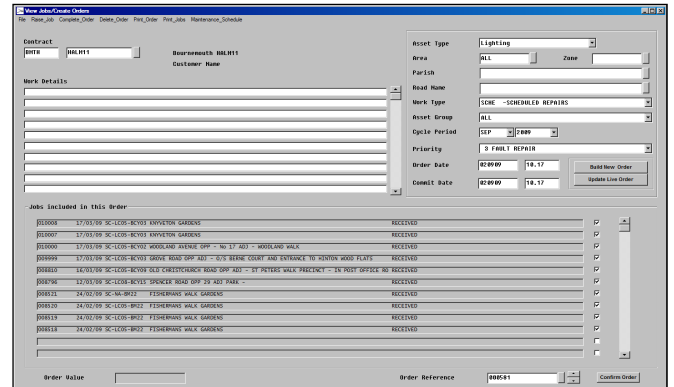 View Jobs/Create Orders
File Raise_Job Complete_Order Delete_Order Print_Order Print_Jobs Maintenance_Schedule
Contract
BMTH HALM11 Bournemouth HALM11
Customer Name
Work Details
Asset Type Lighting
Area ALL Zone
Parish
Road Name
Work Type SCHE -SCHEDULED REPAIRS
Asset Group ALL
Cycle Period SEP 2009
Priority 3 FAULT REPAIR
Order Date 020909 10.17 Build New Order
Commit Date 020909 10.17 Update Live Order
Jobs included in this Order
010008 17/03/09 SC-LC05-BCY03 KNYVETON GARDENS RECEIVED
010007 17/03/09 SC-LC05-BCY03 KNYVETON GARDENS RECEIVED
010000 17/03/09 SC-LC05-BCY02 WOODLAND AVENUE OPP - No 17 ADJ - WOODLAND WALK RECEIVED
009999 17/03/09 SC-LC05-BCY03 GROVE ROAD OPP ADJ - O/S BERNE COURT AND ENTRANCE TO HINTON WOOD FLATS RECEIVED
008810 16/03/09 SC-LC05-BCY09 OLD CHRISTCHURCH ROAD OPP ADJ - ST PETERS WALK PRECINCT - IN POST OFFICE RO RECEIVED
008796 12/03/09 SC-LC08-BCY15 SPENCER ROAD OPP 29 ADJ PARK - RECEIVED
008521 24/02/09 SC-NA-BM22 FISHERMANS WALK GARDENS RECEIVED
008520 24/02/09 SC-LC05-BM22 FISHERMANS WALK GARDENS RECEIVED
008519 24/02/09 SC-LC05-BM22 FISHERMANS WALK GARDENS RECEIVED
008518 24/02/09 SC-LC05-BM22 FISHERMANS WALK GARDENS RECEIVED
Order Value Order Reference 000581 Confirm Order